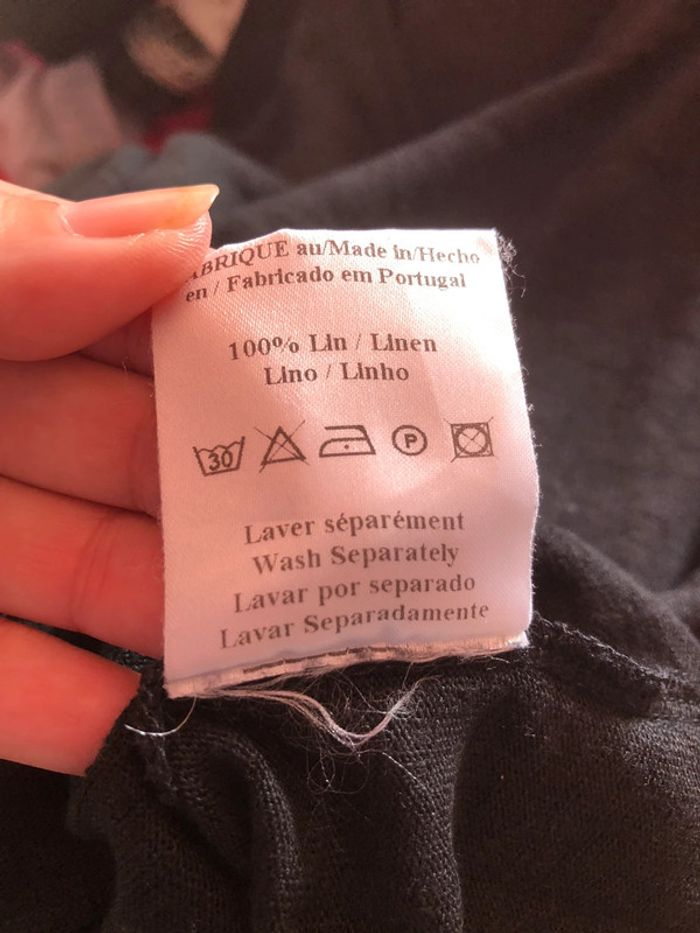 ABRIQUE au/Made in/Hecho
en / Fabricado em Portugal
100% Lin / Linen
Lino / Linho
30 P
Laver séparément
Wash Separately
Lavar por separado
Lavar Separadamente